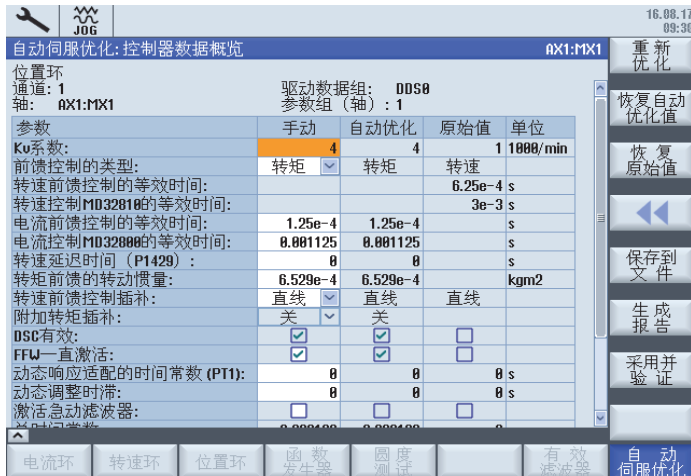 JOG
16.08.17
09:30
自动伺服优化:控制器数据概览 AX1:MX1
位置环
通道: 1 驱动数据组: DDS0
轴: AX1:MX1 参数组 (轴) : 1
参数 手动 自动优化 原始值 单位
Kv系数: 4 4 1 1000/min
前馈控制的类型: 转矩 转矩 转速
转速前馈控制的等效时间: 6.25e-4 s
转速控制MD32810的等效时间: 3e-3 s
电流前馈控制的等效时间: 1.25e-4 1.25e-4 s
电流控制MD32800的等效时间: 0.001125 0.001125 s
转速延迟时间 (P1429) : 0 0 s
转矩前馈的转动惯量: 6.529e-4 6.529e-4 kgm2
转速前馈控制插补: 直线 直线 直线
附加转矩插补: 关 关
DSC有效:
FFW一直激活:
动态响应适配的时间常数 (PT1): 0 0 0 s
动态调整时滞: 0 0 0 s
激活急动滤波器:
重新
优化
恢复自动
优化值
恢复
原始值
保存到
文件
生成
报告
采用并
验证
电流环
转速环
位置环
函数
发生器
圆度
测试
有效
滤波器
自动
伺服优化